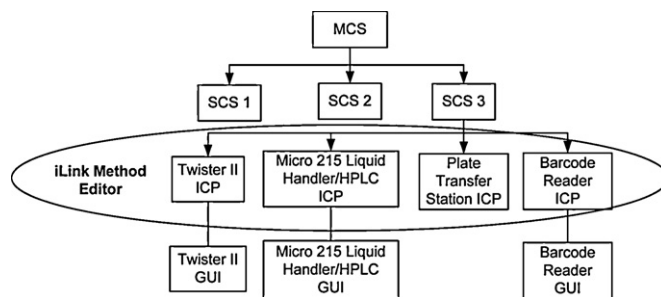 MCS
SCS 1
SCS 2
SCS 3
iLink Method
Editor
Twister II
ICP
Micro 215 Liquid
Handler/HPLC
ICP
Plate
Transfer
Station ICP
Barcode
Reader
ICP
Twister II
GUI
Micro 215 Liquid
Handler/HPLC
GUI
Barcode
Reader
GUI